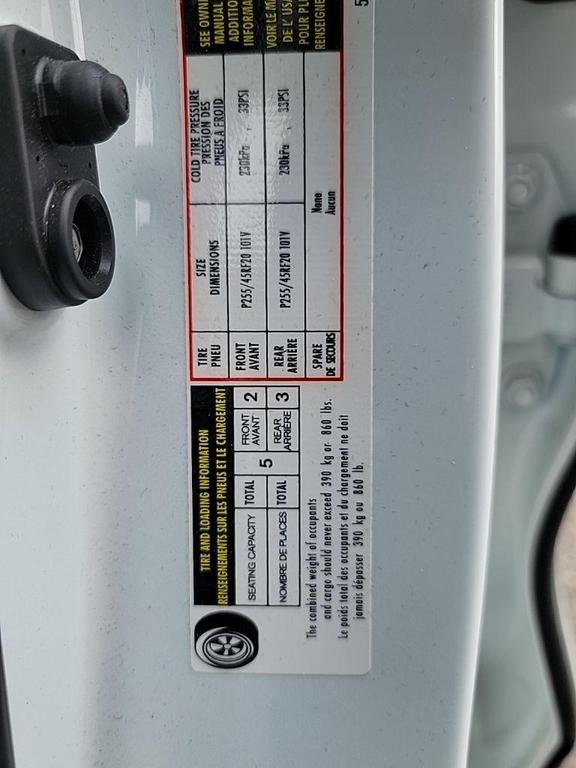 TIRE AND LOADING INFORMATION
RENSEIGNEMENTS SUR LES PNEUS ET LE CHARGEMENT
SEATING CAPACITY TOTAL 5 FRONT AVANT 2
NOMBRE DE PLACES TOTAL REAR ARRIÈRE 3
The combined weight of occupants
and cargo should never exceed 390 kg or 860 lbs.
Le poids total des occupants et du chargement ne doit
jamais dépasser 390 kg ou 860 lb.
TIRE
PNEU
SIZE
DIMENSIONS
COLD TIRE PRESSURE
PRESSION DES
PNEUS À FROID
FRONT
AVANT
P255/45RF20 101V
230kPa , 33PSI
REAR
ARRIÈRE
P255/45RF20 101V
230kPa , 33PSI
SPARE
DE SECOURS
None
Aucun
SEE OWNE
MANUAL
ADDITIO
INFORMA
VOIR LE M
DE L' USA
POUR PLU
RENSEIGNE
5